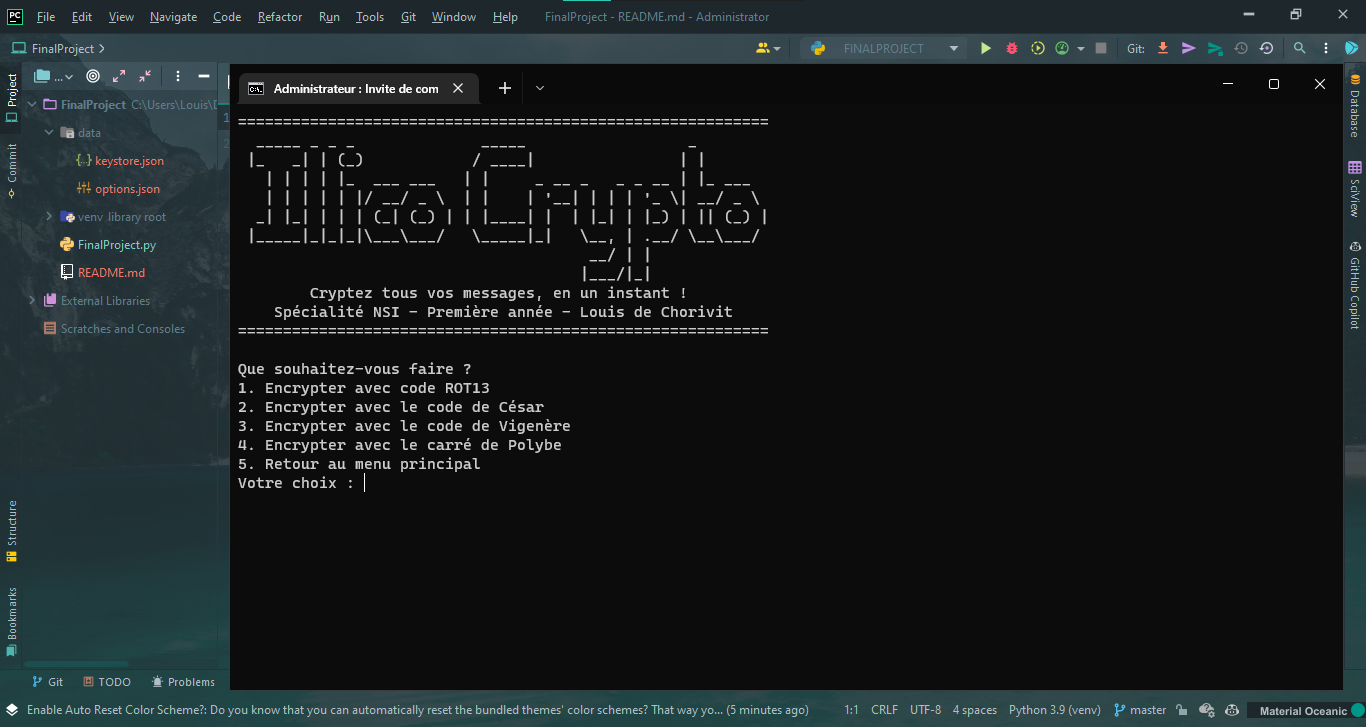 PC File Edit View Navigate Code Refactor Run Tools Git Window Help FinalProject - README.md - Administrator
FinalProject FINALPROJECT Git:
...
Administrateur : Invite de com
Project
Commit
Structure
Bookmarks
FinalProject C:\Users\Louis\D
data
keystore.json
options.json
venv library root
FinalProject.py
README.md
External Libraries
Scratches and Consoles
1
2
===========================================================
IllicoCrypto
Cryptez tous vos messages, en un instant !
Spécialité NSI - Première année - Louis de Chorivit
===========================================================
Que souhaitez-vous faire ?
1. Encrypter avec code ROT13
2. Encrypter avec le code de César
3. Encrypter avec le code de Vigenère
4. Encrypter avec le carré de Polybe
5. Retour au menu principal
Votre choix :
Database
SciView
GitHub Copilot
Git TODO Problems
Enable Auto Reset Color Scheme?: Do you know that you can automatically reset the bundled themes' color schemes? That way yo... (5 minutes ago) 1:1 CRLF UTF-8 4 spaces Python 3.9 (venv) master Material Oceanic